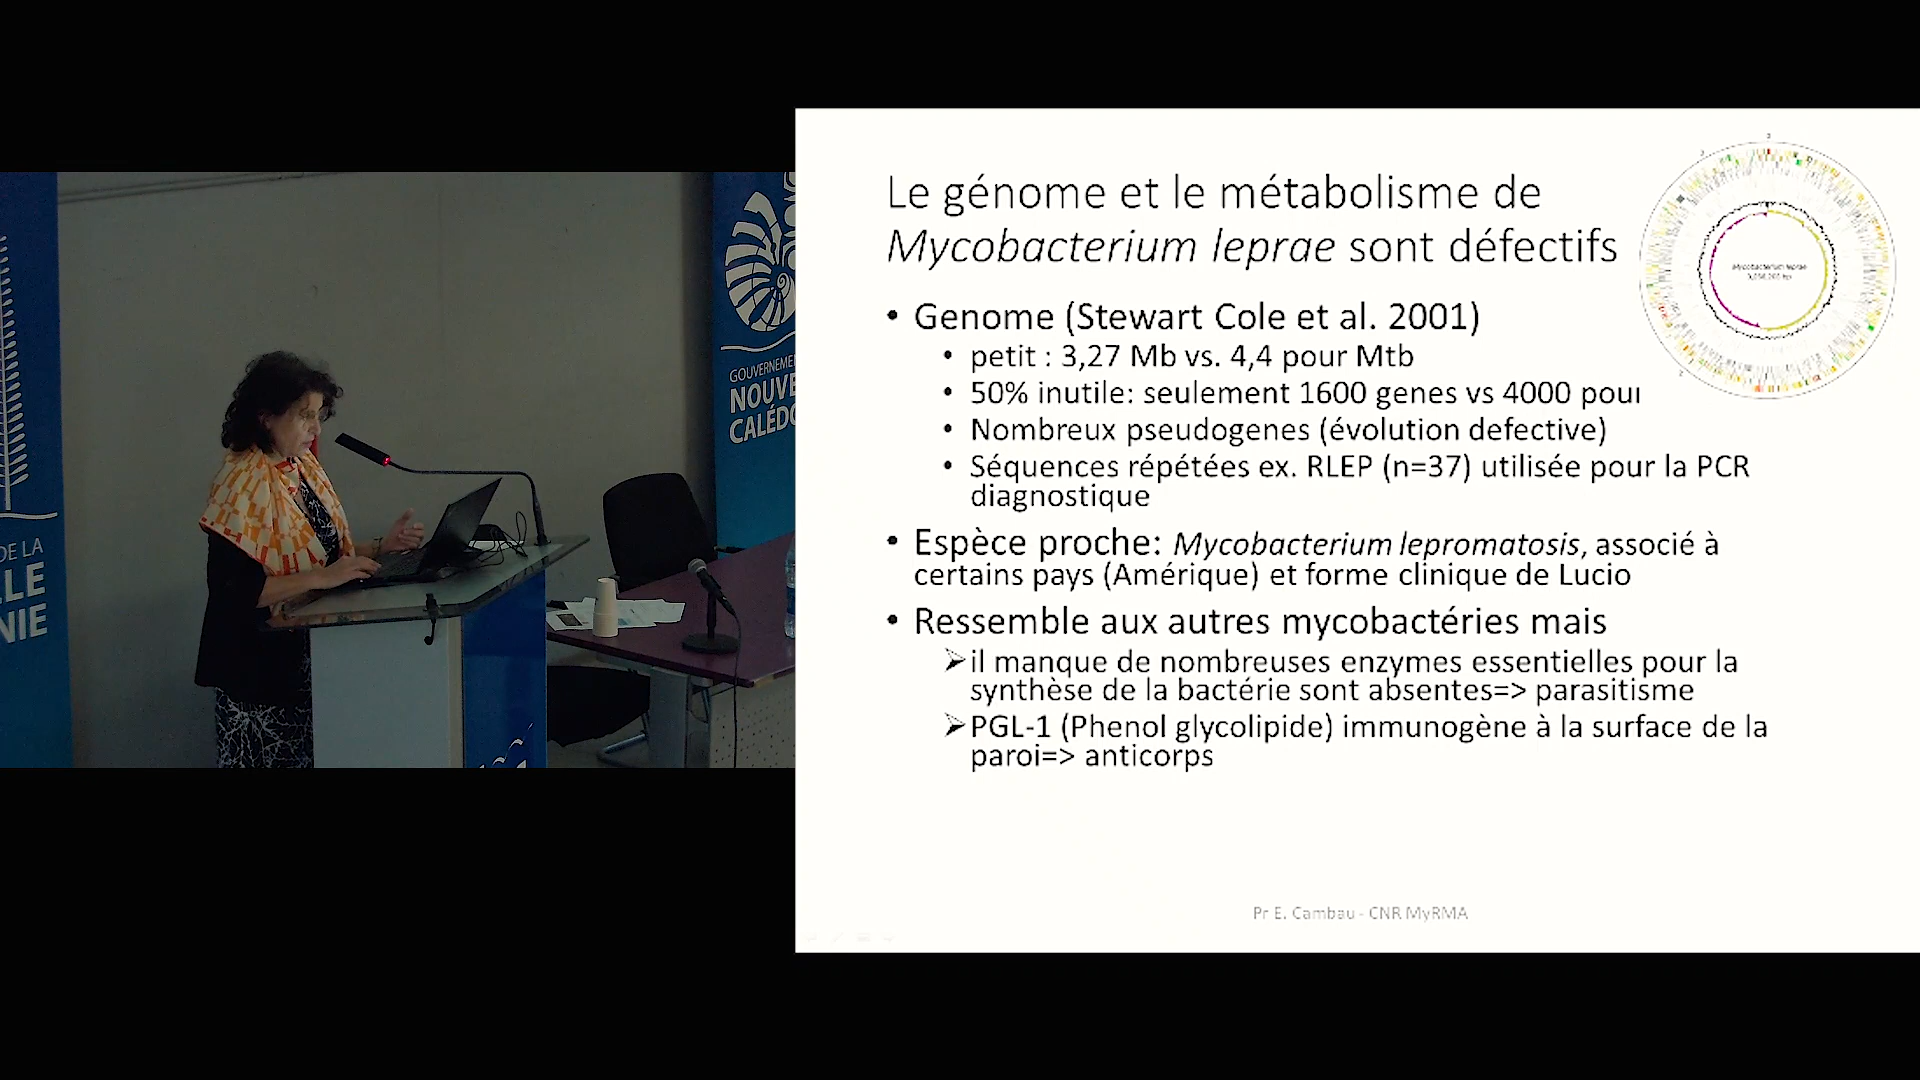 DE LA
LLE
NIE
GOUVERNEME
NOUVE
CALÉDO
Le génome et le métabolisme de
Mycobacterium leprae sont défectifs
• Genome (Stewart Cole et al. 2001)
• petit : 3,27 Mb vs. 4,4 pour Mtb
• 50% inutile: seulement 1600 genes vs 4000 pour
• Nombreux pseudogenes (évolution defective)
• Séquences répétées ex. RLEP (n=37) utilisée pour la PCR
diagnostique
• Espèce proche: Mycobacterium lepromatosis, associé à
certains pays (Amérique) et forme clinique de Lucio
• Ressemble aux autres mycobactéries mais
➢il manque de nombreuses enzymes essentielles pour la
synthèse de la bactérie sont absentes=> parasitisme
➢PGL-1 (Phenol glycolipide) immunogène à la surface de la
paroi=> anticorps
Mycobacterium leprae
Pr E. Cambau - CNR MyRMA